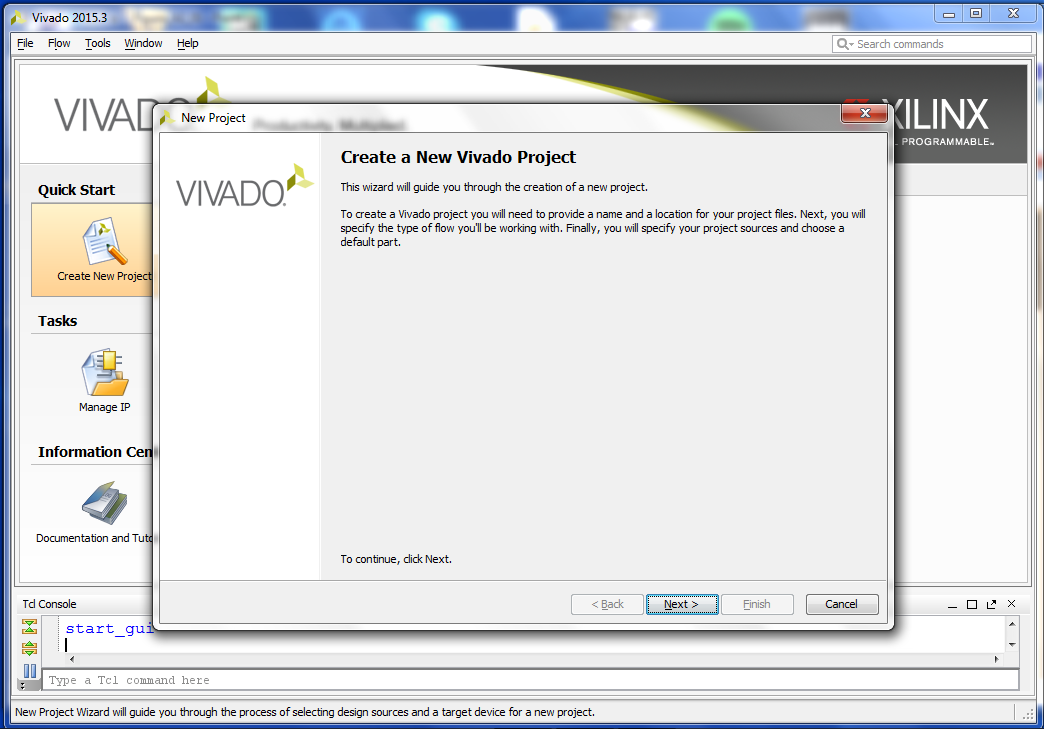 Vivado 2015.3
File Flow Tools Window Help
Search commands
VIVADO
XILINX
PROGRAMMABLE™
New Project
Productivity. Multiplied.
VIVADO.
Create a New Vivado Project
This wizard will guide you through the creation of a new project.
To create a Vivado project you will need to provide a name and a location for your project files. Next, you will
specify the type of flow you'll be working with. Finally, you will specify your project sources and choose a
default part.
Quick Start
Create New Project
Tasks
Manage IP
Information Cen
Documentation and Tuto
To continue, click Next.
< Back Next > Finish Cancel
Tcl Console
start_gui
Type a Tcl command here
New Project Wizard will guide you through the process of selecting design sources and a target device for a new project.